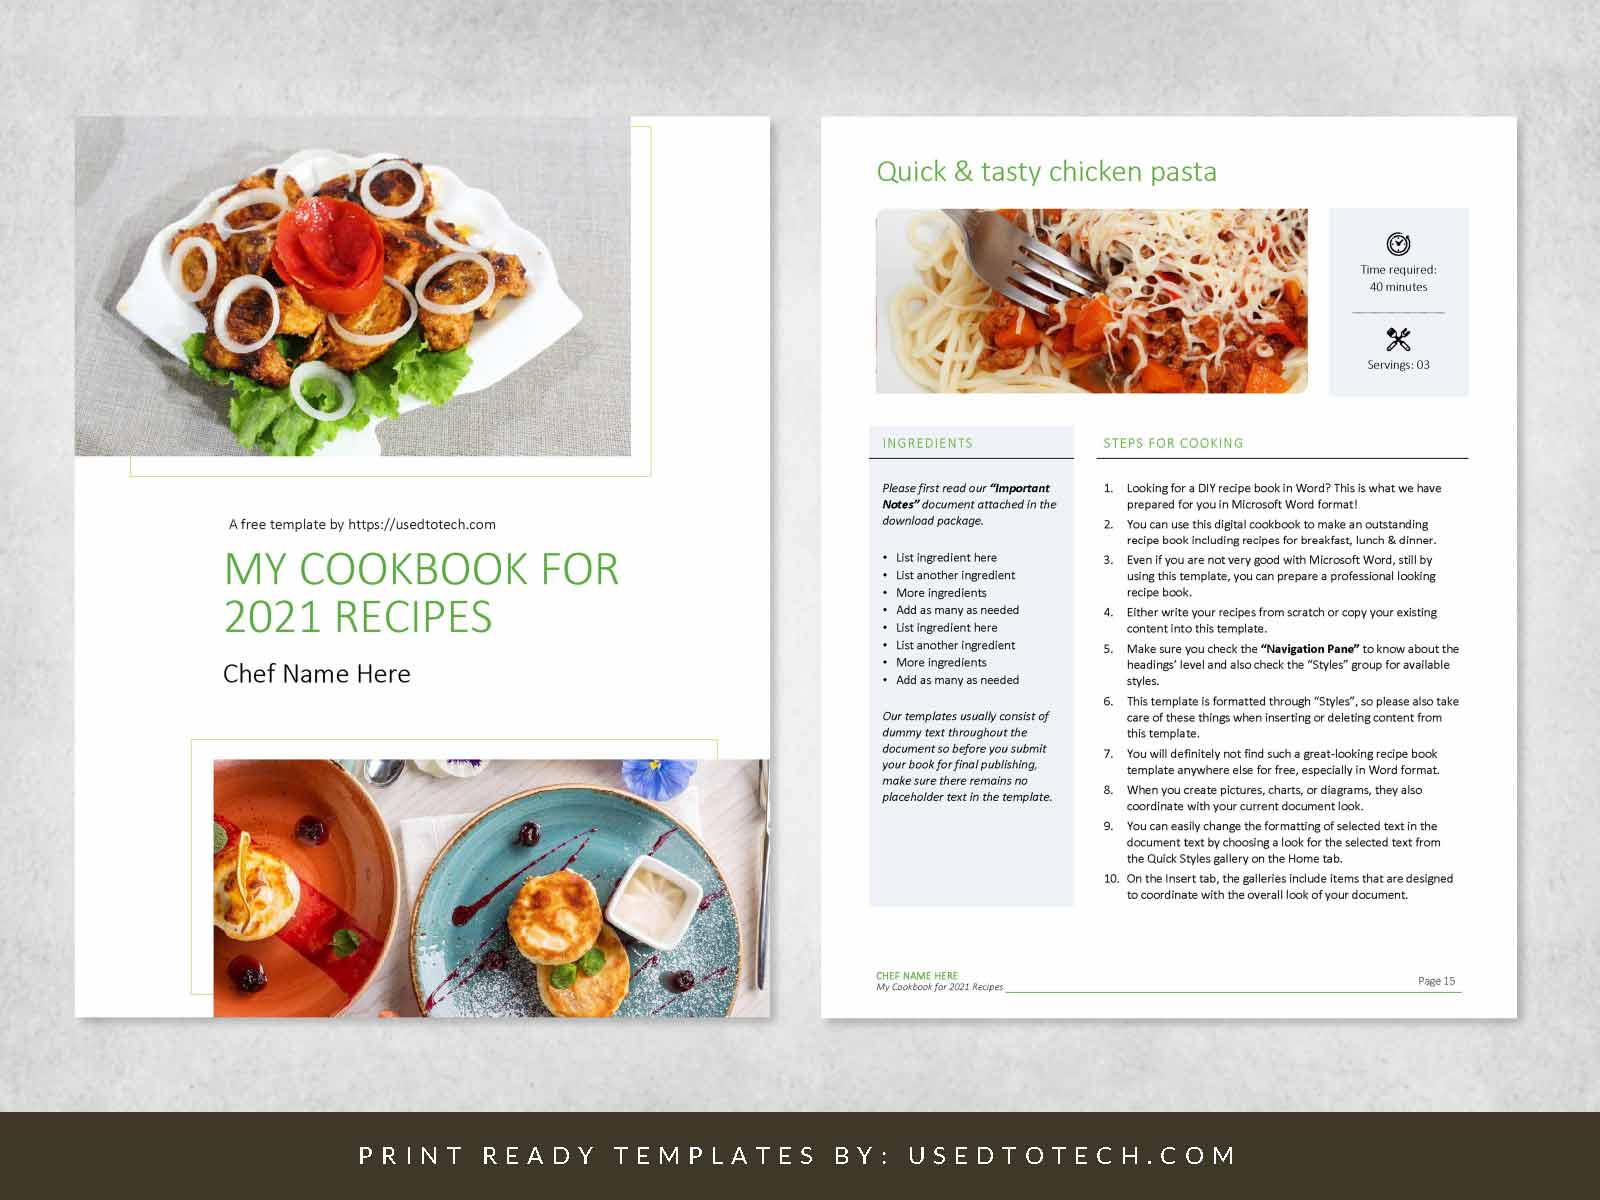 A free template by https://usedtotech.com
MY COOKBOOK FOR
2021 RECIPES
Chef Name Here
Quick & tasty chicken pasta
Time required:
40 minutes
Servings: 03
INGREDIENTS
Please first read our “Important
Notes” document attached in the
download package.
• List ingredient here
• List another ingredient
• More ingredients
• Add as many as needed
• List ingredient here
• List another ingredient
• More ingredients
• Add as many as needed
Our templates usually consist of
dummy text throughout the
document so before you submit
your book for final publishing,
make sure there remains no
placeholder text in the template.
STEPS FOR COOKING
1. Looking for a DIY recipe book in Word? This is what we have
prepared for you in Microsoft Word format!
2. You can use this digital cookbook to make an outstanding
recipe book including recipes for breakfast, lunch & dinner.
3. Even if you are not very good with Microsoft Word, still by
using this template, you can prepare a professional looking
recipe book.
4. Either write your recipes from scratch or copy your existing
content into this template.
5. Make sure you check the “Navigation Pane” to know about the
headings’ level and also check the “Styles” group for available
styles.
6. This template is formatted through “Styles”, so please also take
care of these things when inserting or deleting content from
this template.
7. You will definitely not find such a great-looking recipe book
template anywhere else for free, especially in Word format.
8. When you create pictures, charts, or diagrams, they also
coordinate with your current document look.
9. You can easily change the formatting of selected text in the
document text by choosing a look for the selected text from
the Quick Styles gallery on the Home tab.
10. On the Insert tab, the galleries include items that are designed
to coordinate with the overall look of your document.
CHEF NAME HERE
My Cookbook for 2021 Recipes
Page 15
PRINT READY TEMPLATES BY: USEDTOTECH.COM